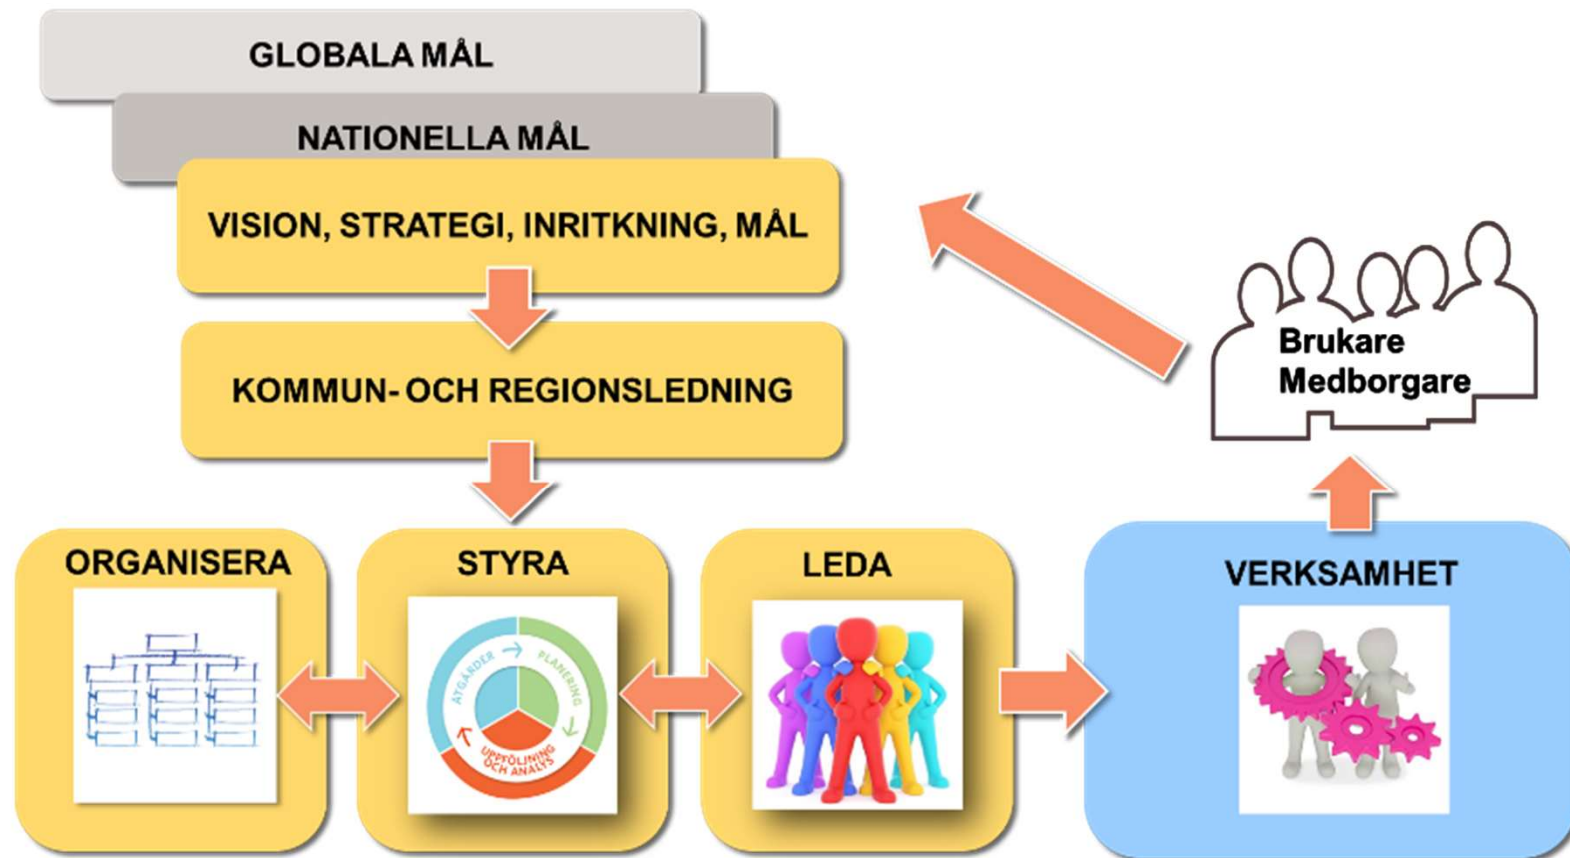 GLOBALA MÅL
NATIONELLA MÅL
VISION, STRATEGI, INRITKNING, MÅL
KOMMUN- OCH REGIONSLEDNING
Brukare
Medborgare
ORGANISERA
STYRA
LEDA
VERKSAMHET
ÅTGÄRDER
PLANERING
UPPFÖLJNING
OCH ANALYS